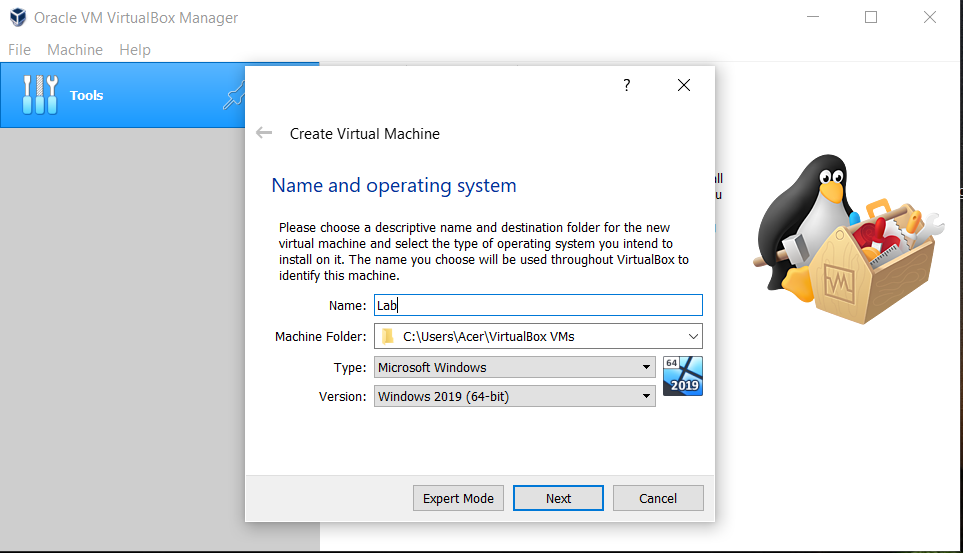 Oracle VM VirtualBox Manager
File Machine Help
Tools
?
Create Virtual Machine
Name and operating system
Please choose a descriptive name and destination folder for the new
virtual machine and select the type of operating system you intend to
install on it. The name you choose will be used throughout VirtualBox to
identify this machine.
Name: Lab
Machine Folder: C:\Users\Acer\VirtualBox VMs
Type: Microsoft Windows
64
2019
Version: Windows 2019 (64-bit)
Expert Mode Next Cancel